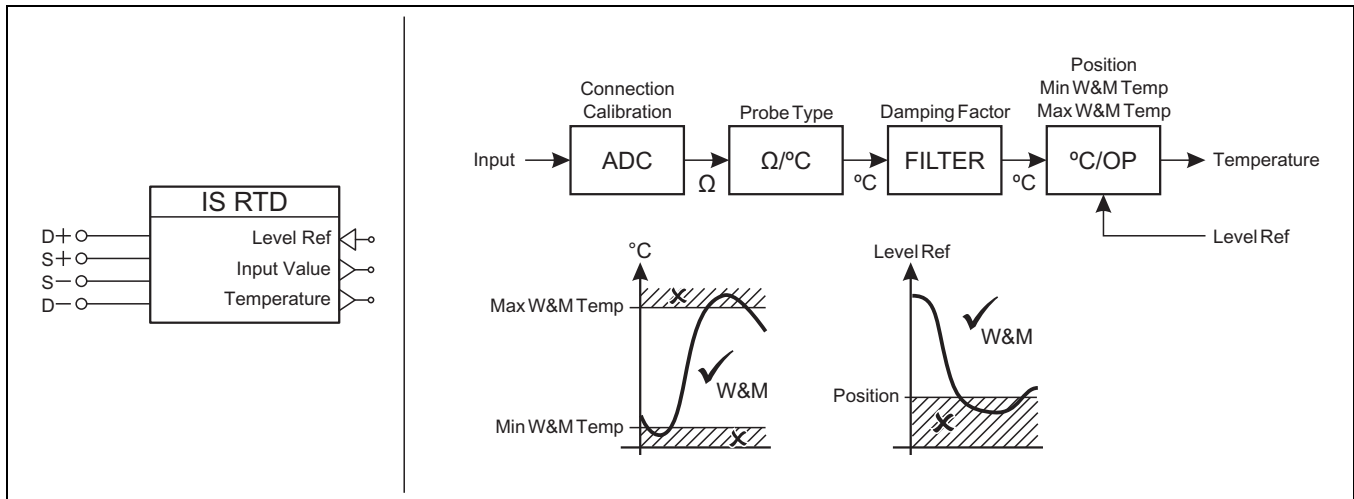 IS RTD
D+
S+
S−
D−
Level Ref
Input Value
Temperature
Connection
Calibration
Probe Type
Damping Factor
Position
Min W&M Temp
Max W&M Temp
Input
ADC
Ω
Ω/ºC
ºC
FILTER
ºC
ºC/OP
Temperature
Level Ref
°C
Max W&M Temp
W&M
Min W&M Temp
Level Ref
W&M
Position